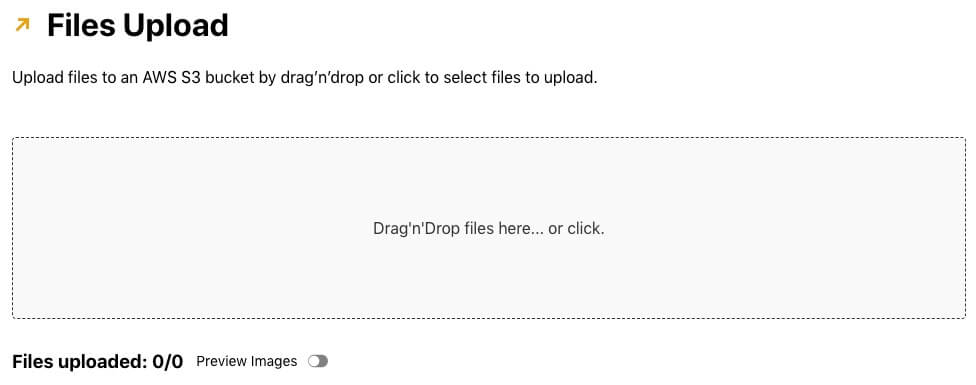 Files Upload
Upload files to an AWS S3 bucket by drag’n’drop or click to select files to upload.
Drag'n'Drop files here... or click.
Files uploaded: 0/0 Preview Images